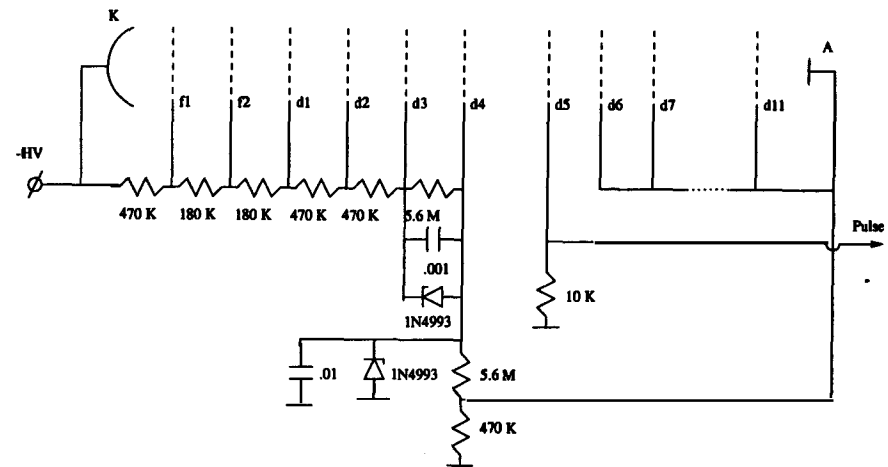 K
A
f1 f2 d1 d2 d3 d4 d5 d6 d7 d11
-HV
470 K 180 K 180 K 470 K 470 K 5.6 M
Pulse
.001
10 K
1N4993
.01 1N4993 5.6 M
470 K